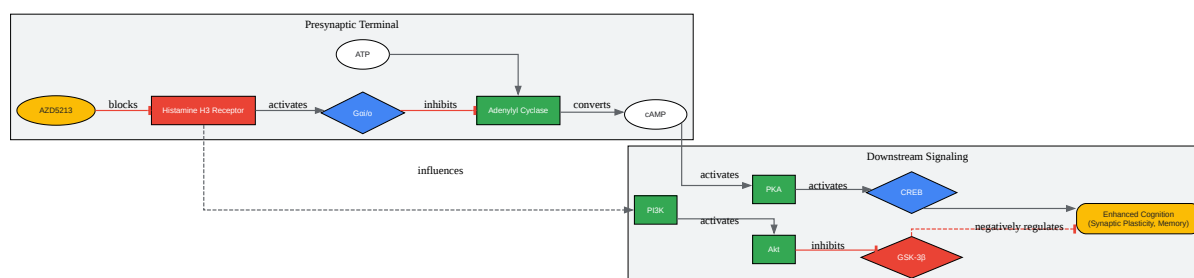 Presynaptic Terminal
ATP
AZD5213
blocks
Histamine H3 Receptor
activates
Gαi/o
inhibits
Adenylyl Cyclase
converts
cAMP
influences
Downstream Signaling
activates
PKA
activates
CREB
PI3K
activates
Akt
inhibits
GSK-3β
negatively regulates
Enhanced Cognition
(Synaptic Plasticity, Memory)